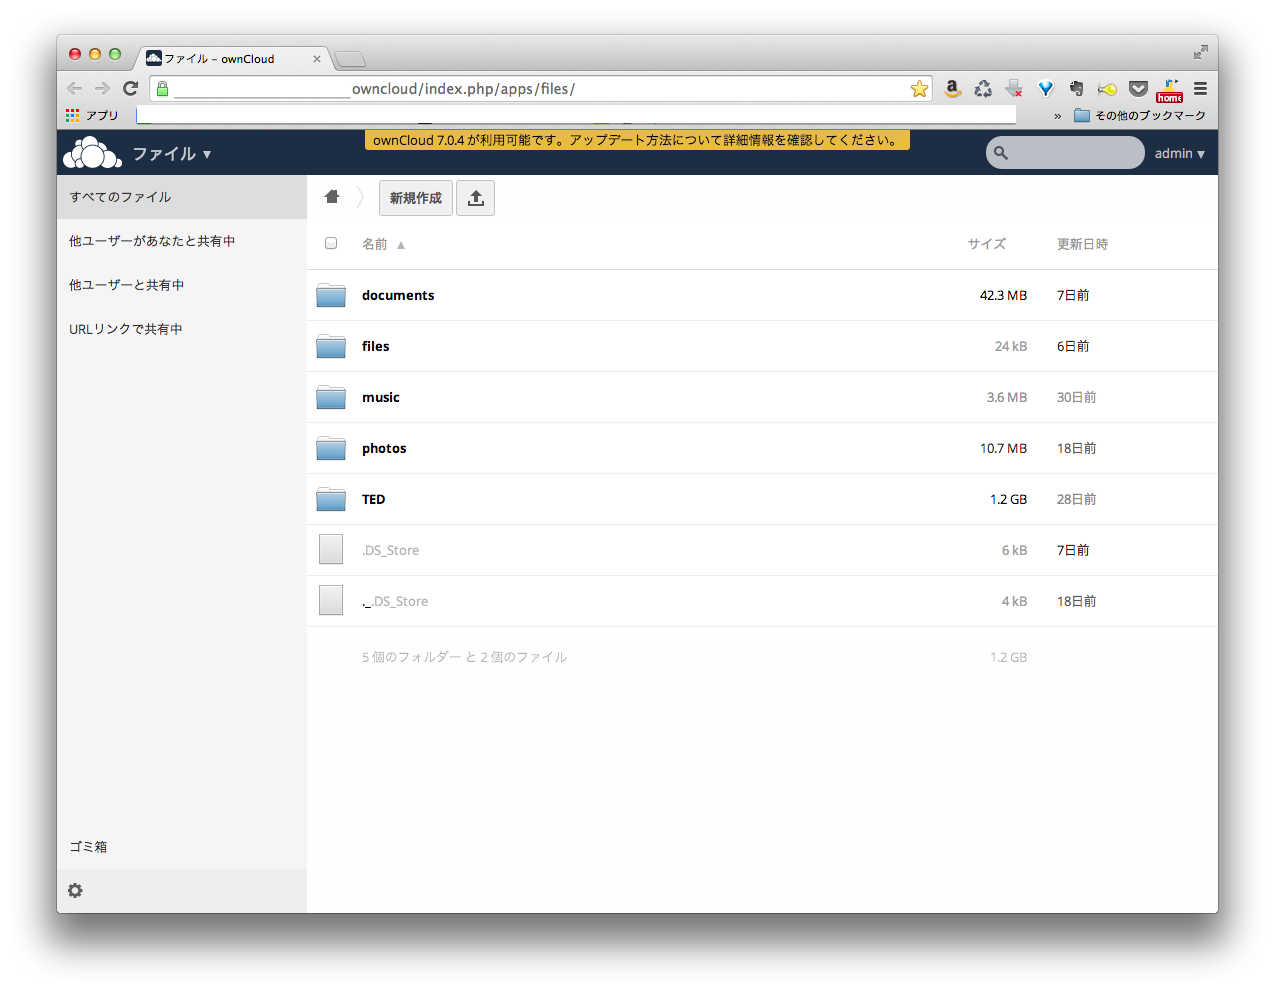 ファイル - ownCloud
owncloud/index.php/apps/files/
home
アプリ
» その他のブックマーク
ownCloud 7.0.4 が利用可能です。アップデート方法について詳細情報を確認してください。
ファイル ▼
admin ▼
すべてのファイル
他ユーザーがあなたと共有中
他ユーザーと共有中
URLリンクで共有中
ゴミ箱
新規作成
名前 ▲ サイズ 更新日時
documents 42.3 MB 7日前
files 24 kB 6日前
music 3.6 MB 30日前
photos 10.7 MB 18日前
TED 1.2 GB 28日前
.DS_Store 6 kB 7日前
._.DS_Store 4 kB 18日前
5 個のフォルダー と 2 個のファイル 1.2 GB